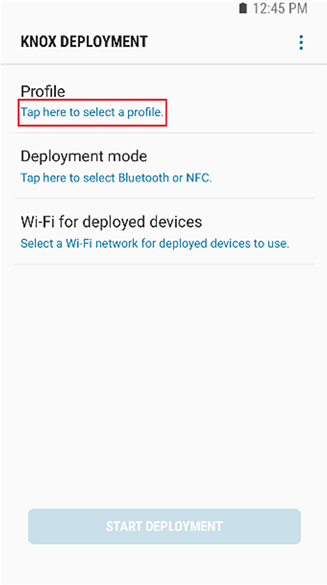 12:45 PM
KNOX DEPLOYMENT
Profile
Tap here to select a profile.
Deployment mode
Tap here to select Bluetooth or NFC.
Wi-Fi for deployed devices
Select a Wi-Fi network for deployed devices to use.
START DEPLOYMENT